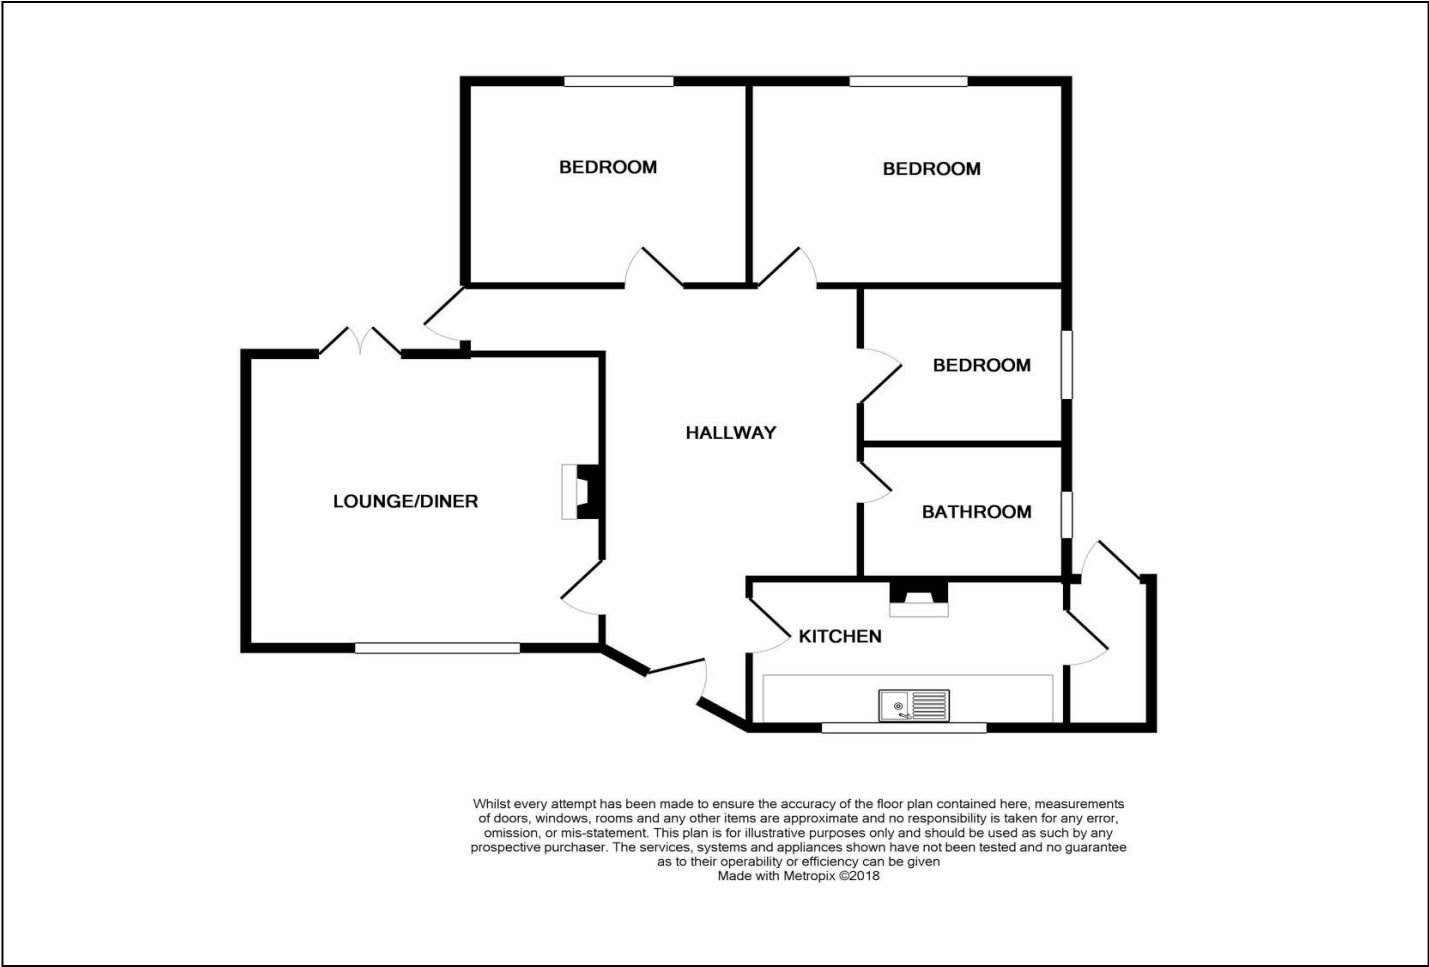 BEDROOM
BEDROOM
BEDROOM
HALLWAY
LOUNGE/DINER
BATHROOM
KITCHEN
Whilst every attempt has been made to ensure the accuracy of the floor plan contained here, measurements
of doors, windows, rooms and any other items are approximate and no responsibility is taken for any error,
omission, or mis-statement. This plan is for illustrative purposes only and should be used as such by any
prospective purchaser. The services, systems and appliances shown have not been tested and no guarantee
as to their operability or efficiency can be given
Made with Metropix ©2018